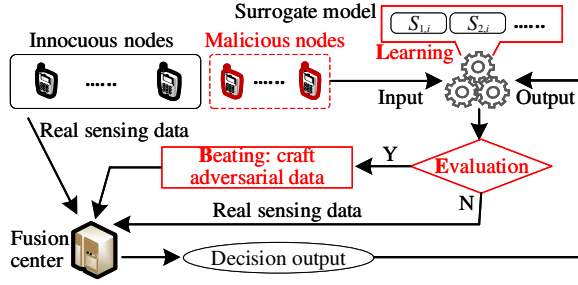 Surrogate model
S1,i S2,i ......
Innocuous nodes
Malicious nodes
Learning
......
......
Input
Output
Real sensing data
Beating: craft
adversarial data
Y
Evaluation
N
Real sensing data
Fusion
center
Decision output